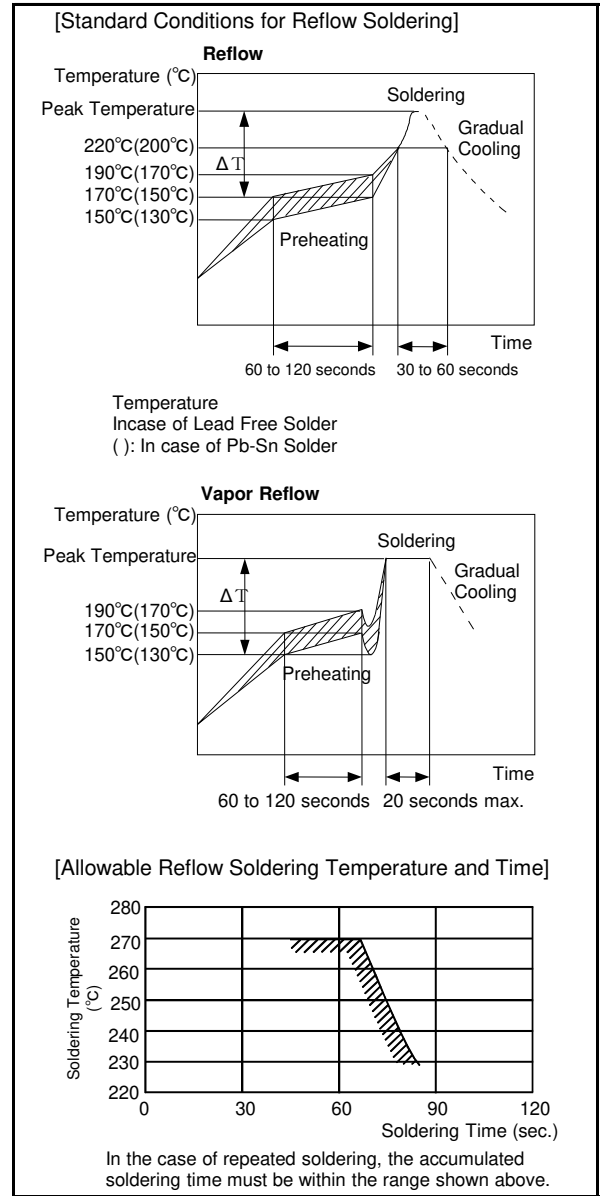 [Standard Conditions for Reflow Soldering]
Reflow
Temperature (°C)
Peak Temperature
Soldering
Gradual
Cooling
220°C(200°C)
ΔT
190°C(170°C)
170°C(150°C)
150°C(130°C)
Preheating
Time
60 to 120 seconds
30 to 60 seconds
Temperature
Incase of Lead Free Solder
( ): In case of Pb-Sn Solder
Vapor Reflow
Temperature (°C)
Soldering
Peak Temperature
Gradual
Cooling
ΔT
190°C(170°C)
170°C(150°C)
150°C(130°C)
Preheating
Time
60 to 120 seconds
20 seconds max.
[Allowable Reflow Soldering Temperature and Time]
Soldering Temperature
(°C)
280
270
260
250
240
230
220
0
30
60
90
120
Soldering Time (sec.)
In the case of repeated soldering, the accumulated
soldering time must be within the range shown above.